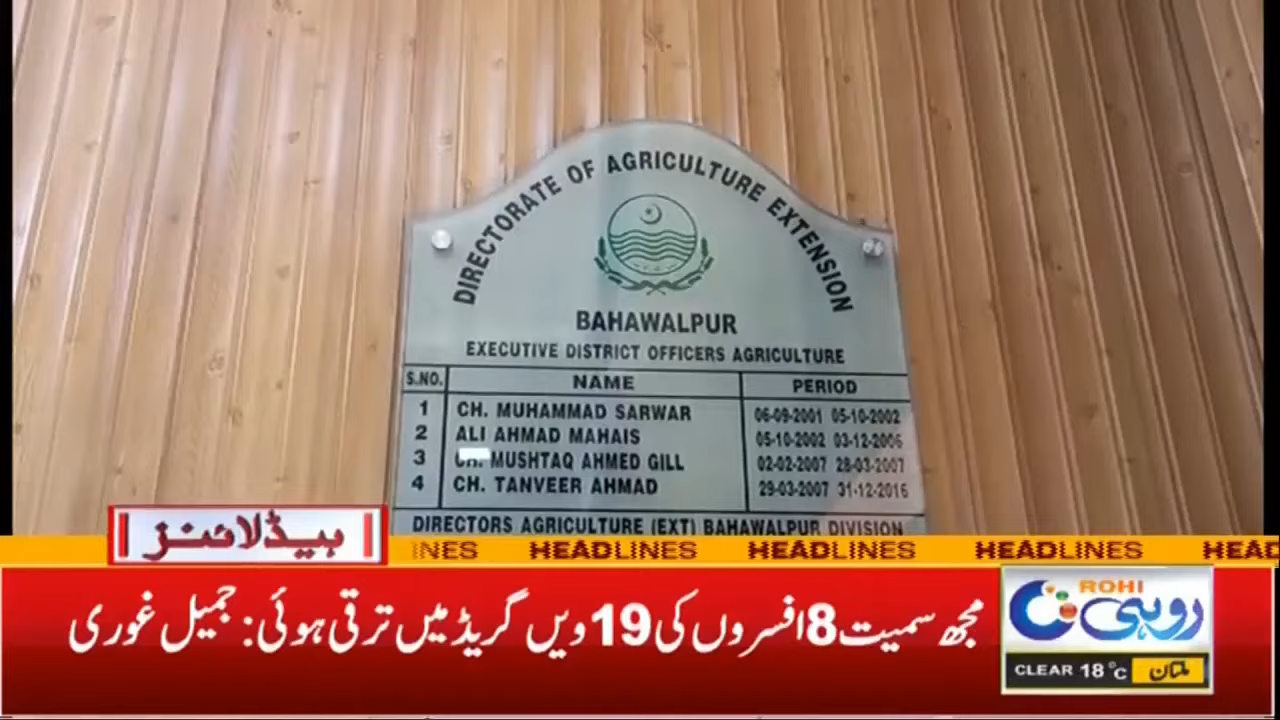 DIRECTORATE OF AGRICULTURE EXTENSION
BAHAWALPUR
EXECUTIVE DISTRICT OFFICERS AGRICULTURE
S.NO. NAME PERIOD
1 CH. MUHAMMAD SARWAR 06-09-2001 05-10-2002
2 ALI AHMAD MAHAIS 05-10-2002 03-12-2006
3 CH. MUSHTAQ AHMED GILL 02-02-2007 28-03-2007
4 CH. TANVEER AHMAD 29-03-2007 31-12-2016
DIRECTORS AGRICULTURE (EXT) BAHAWALPUR DIVISION
ہیڈلائنز
INES HEADLINES HEADLINES HEADLINES HEAD
مجھ سمیت 8 افسروں کی 19 ویں گریڈ میں ترقی ہوئی: جمیل غوری
ROHI
روہی
CLEAR 18°c ملتان